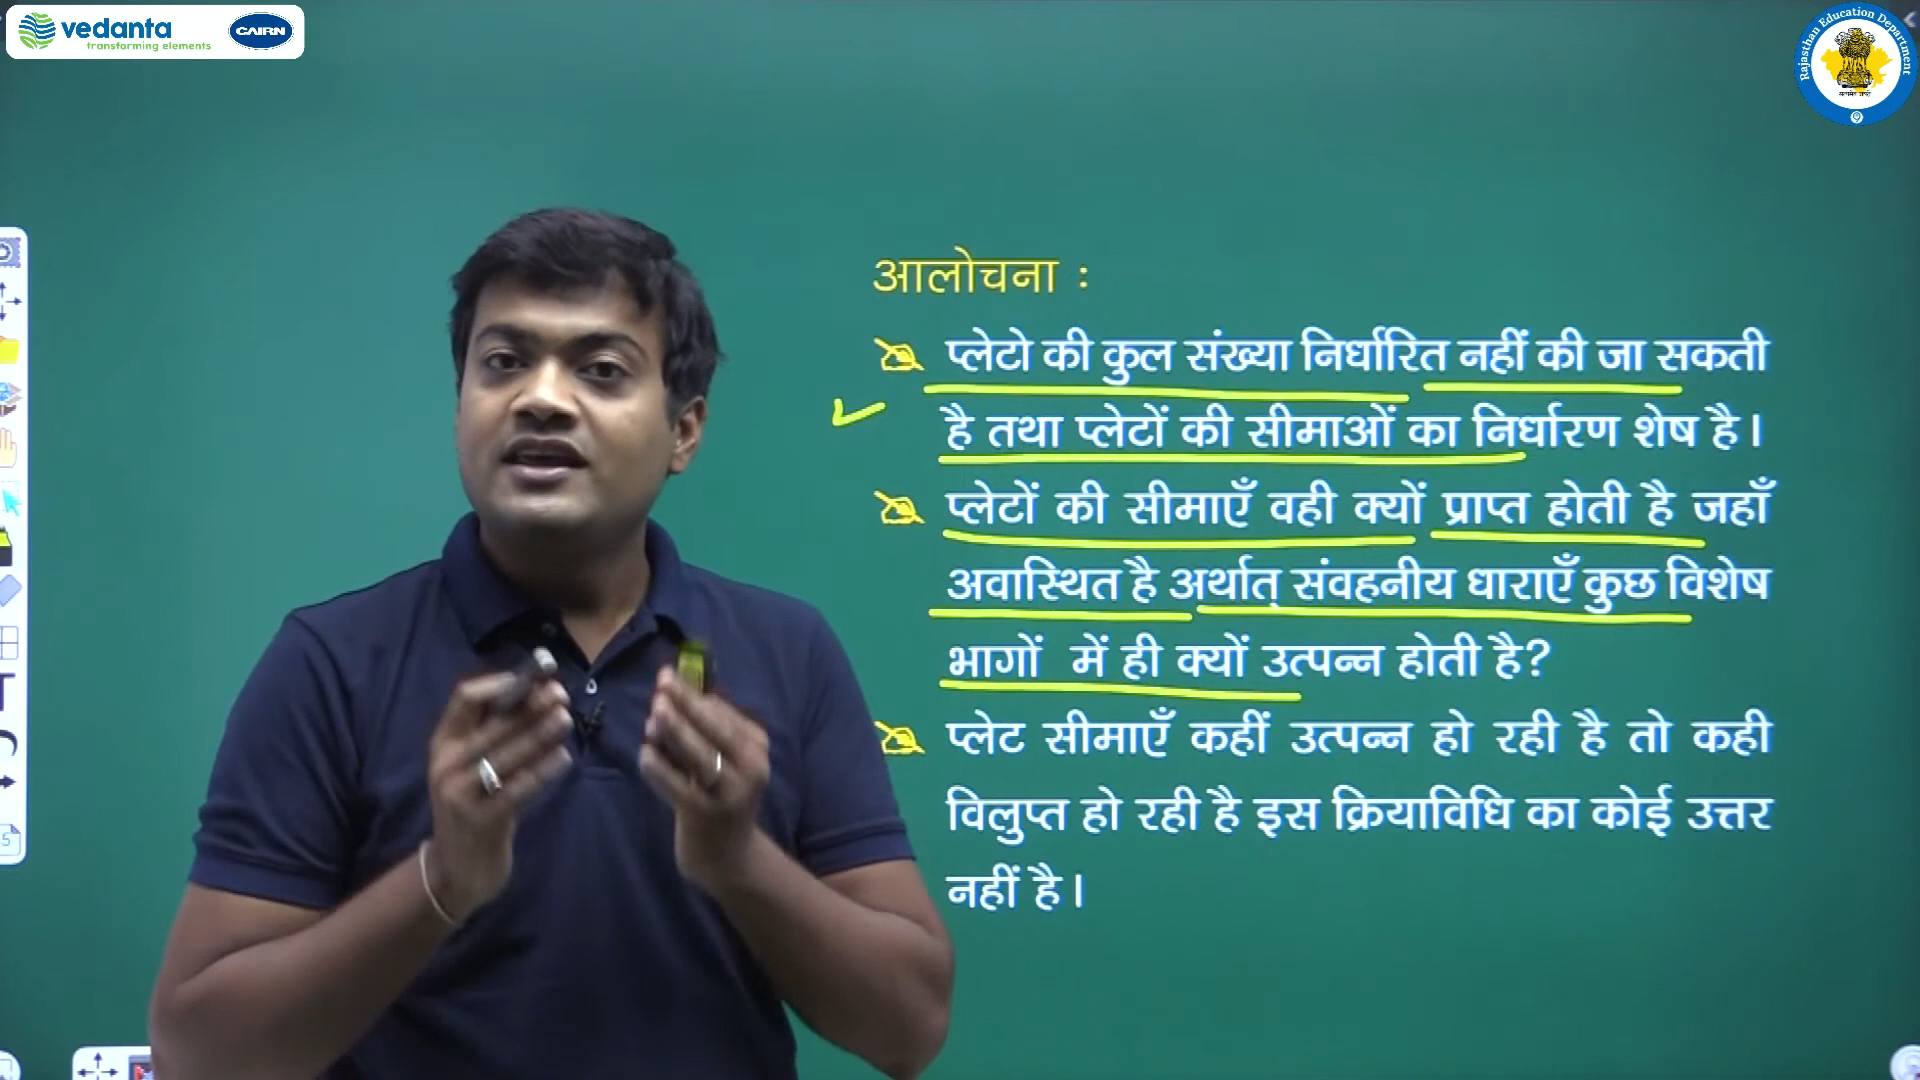 vedanta
transforming elements
CAIRN
Rajasthan Education Department
आलोचना :
प्लेटो की कुल संख्या निर्धारित नहीं की जा सकती
है तथा प्लेटों की सीमाओं का निर्धारण शेष है।
प्लेटों की सीमाएँ वही क्यों प्राप्त होती है जहाँ
अवास्थित है अर्थात् संवहनीय धाराएँ कुछ विशेष
भागों में ही क्यों उत्पन्न होती है?
प्लेट सीमाएँ कहीं उत्पन्न हो रही है तो कही
विलुप्त हो रही है इस क्रियाविधि का कोई उत्तर
नहीं है।